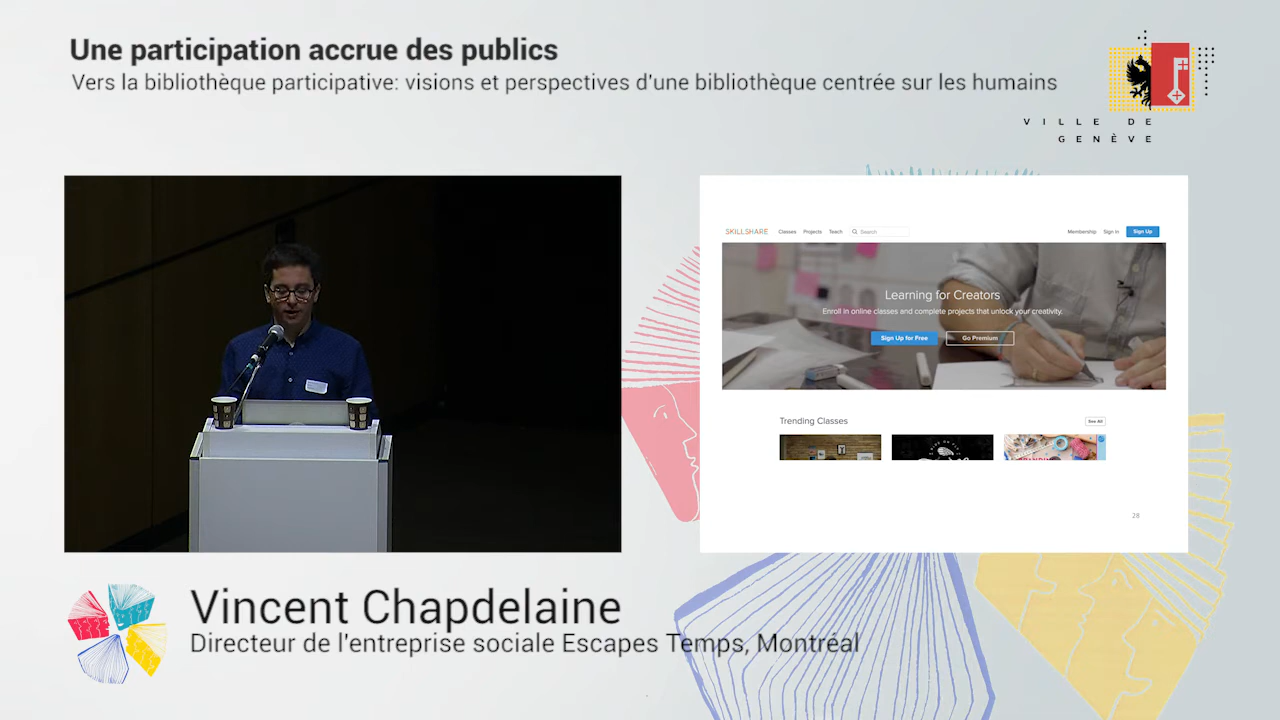 Une participation accrue des publics
Vers la bibliothèque participative: visions et perspectives d'une bibliothèque centrée sur les humains
VILLE DE
GENÈVE
SKILLSHARE Classes Projects Teach Search Membership Sign In Sign Up
Learning for Creators
Enroll in online classes and complete projects that unlock your creativity.
Sign Up for Free Go Premium
Trending Classes See All
28
Vincent Chapdelaine
Directeur de l'entreprise sociale Escapes Temps, Montréal